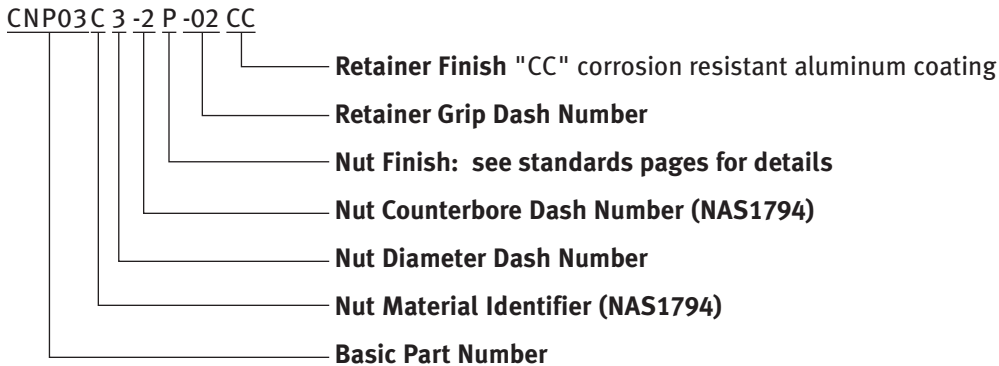 CNP03 C 3 -2 P -02 CC
Retainer Finish "CC" corrosion resistant aluminum coating
Retainer Grip Dash Number
Nut Finish: see standards pages for details
Nut Counterbore Dash Number (NAS1794)
Nut Diameter Dash Number
Nut Material Identifier (NAS1794)
Basic Part Number